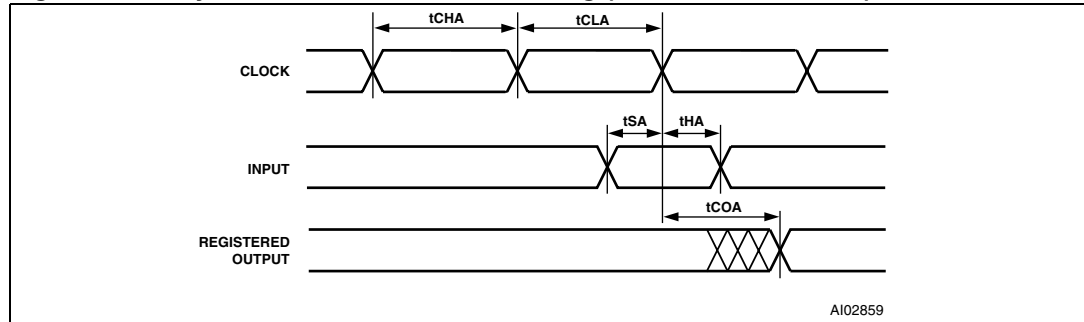 tCHA
tCLA
CLOCK
tSA
tHA
INPUT
tCOA
REGISTERED
OUTPUT
AI02859